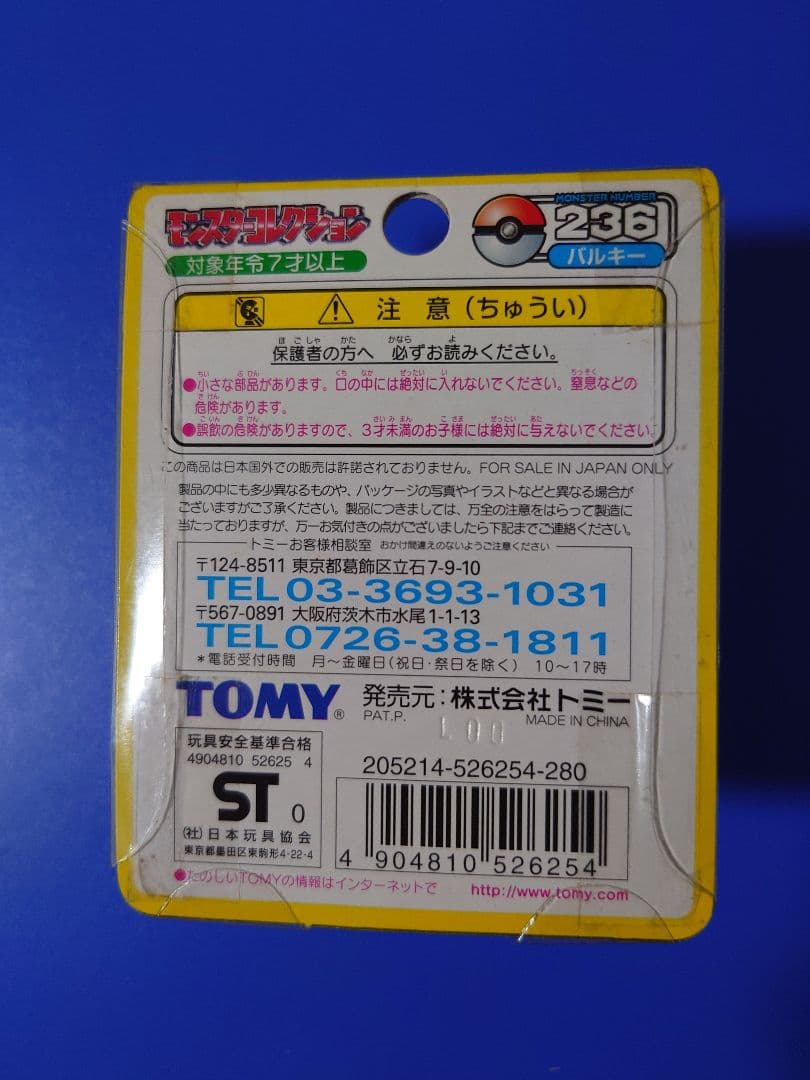 モンスターコレクション
対象年令7才以上
MONSTER NUMBER
236
バルキー
注 意(ちゅうい)
保護者の方へ 必ずお読みください。
●小さな部品があります。口の中には絶対に入れないでください。窒息などの
危険があります。
●誤飲の危険がありますので、3才未満のお子様には絶対に与えないでください。
この商品は日本国外での販売は許諾されておりません。FOR SALE IN JAPAN ONLY
製品の中にも多少異なるものや、パッケージの写真やイラストなどと異なる場合が
ございますがご了承ください。製品につきましては、万全の注意をはらって製造に
当たっておりますが、万一お気付きの点がございましたら下記までご連絡ください。
トミーお客様相談室 おかけ間違えのないようご注意ください
〒124-8511 東京都葛飾区立石7-9-10
TEL 03-3693-1031
〒567-0891 大阪府茨木市水尾1-1-13
TEL 0726-38-1811
*電話受付時間 月~金曜日(祝日・祭日を除く) 10~17時
TOMY® 発売元:株式会社トミー
PAT.P. MADE IN CHINA
玩具安全基準合格
4904810 52625 4
ST 0
(社)日本玩具協会
東京都墨田区東駒形4-22-4
205214-526254-280
4 904810 526254
●たのしいTOMYの情報はインターネットで http://www.tomy.com